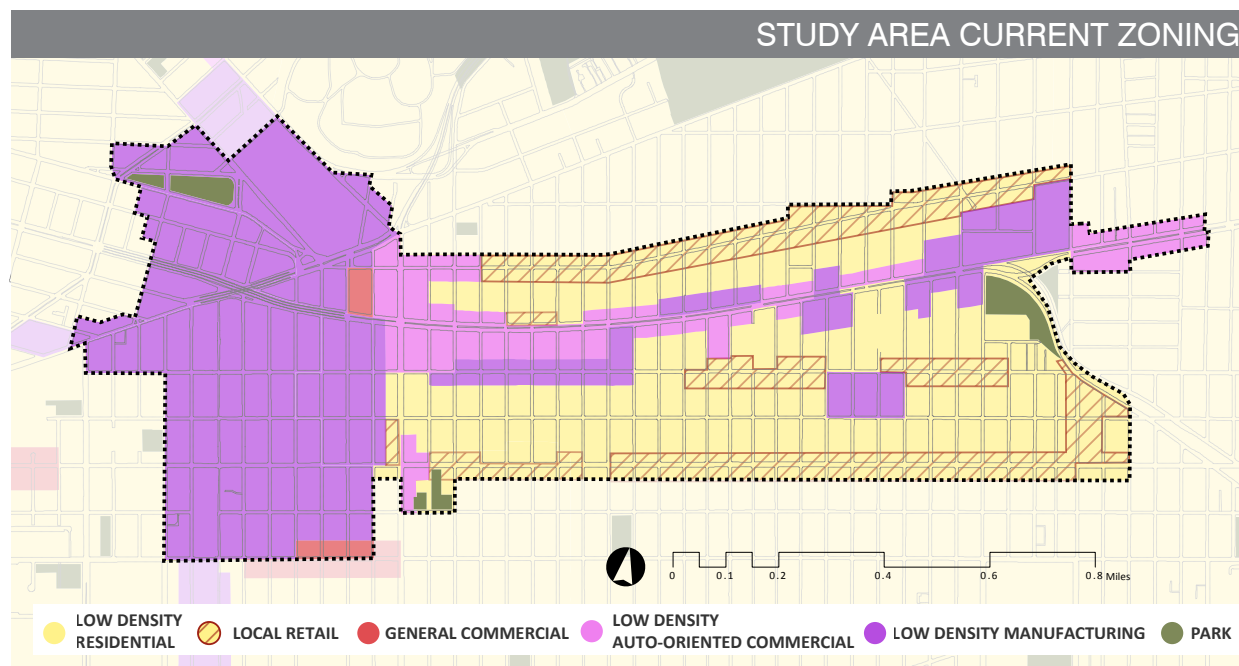 STUDY AREA CURRENT ZONING
0
0.1
0.2
0.4
0.6
0.8 Miles
LOW DENSITY
RESIDENTIAL
LOCAL RETAIL
GENERAL COMMERCIAL
LOW DENSITY
AUTO-ORIENTED COMMERCIAL
LOW DENSITY MANUFACTURING
PARK